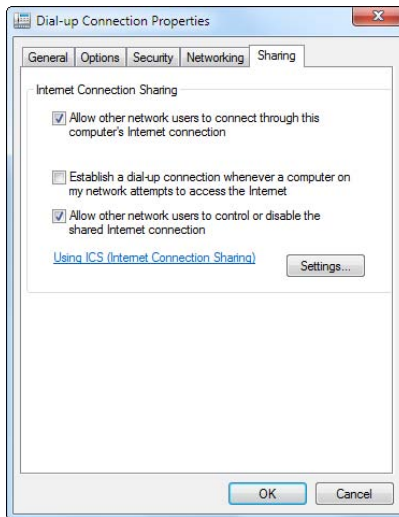 Dial-up Connection Properties
General Options Security Networking Sharing
Internet Connection Sharing
Allow other network users to connect through this
computer's Internet connection
Establish a dial-up connection whenever a computer on
my network attempts to access the Internet
Allow other network users to control or disable the
shared Internet connection
Using ICS (Internet Connection Sharing)
Settings...
OK Cancel